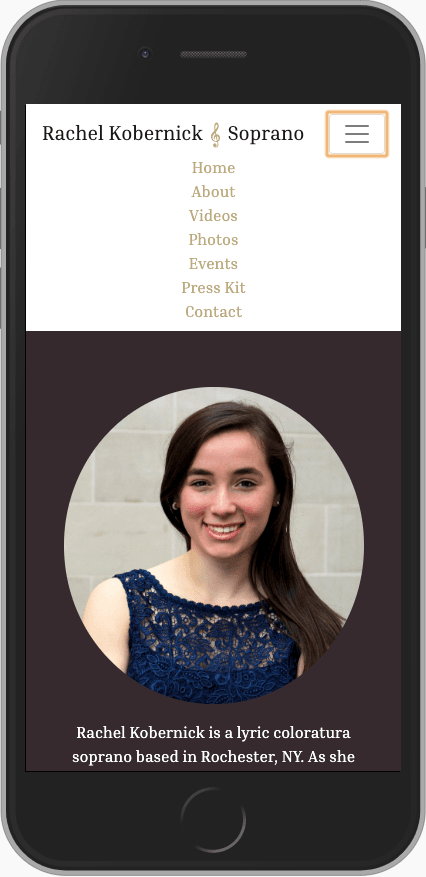 Rachel Kobernick Soprano
Home
About
Videos
Photos
Events
Press Kit
Contact
Rachel Kobernick is a lyric coloratura
soprano based in Rochester, NY. As she